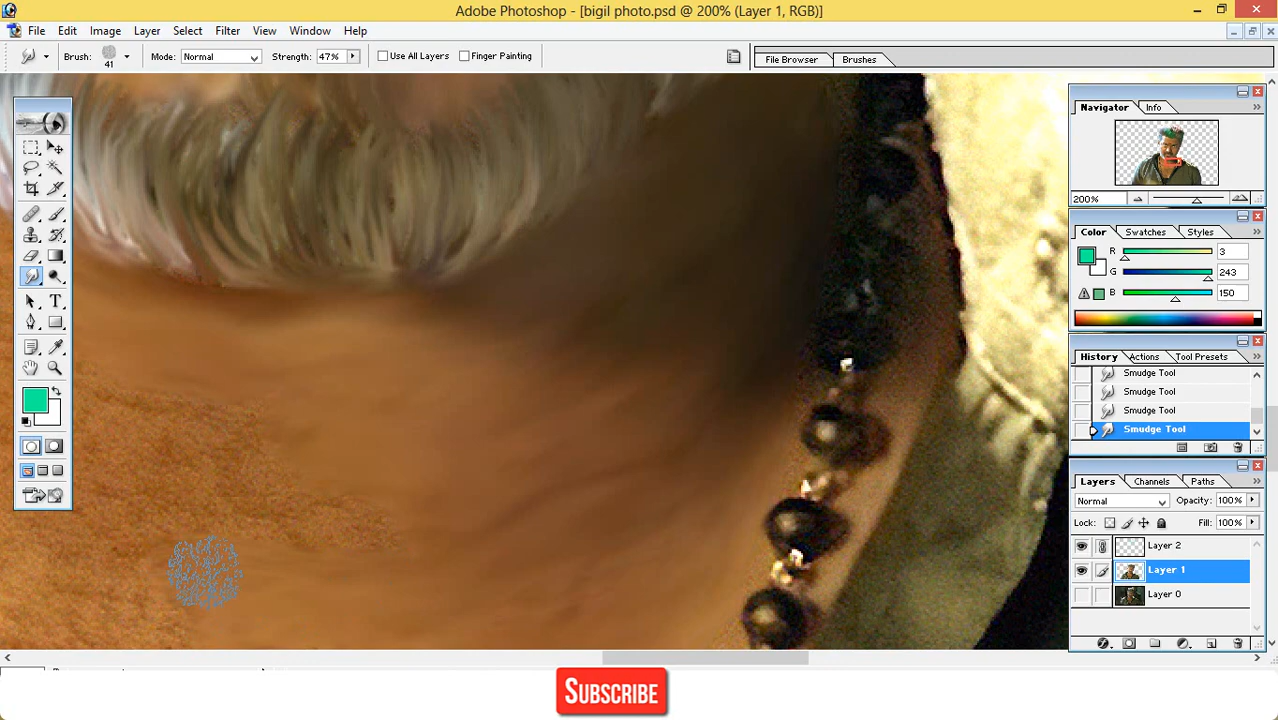 Adobe Photoshop - [bigil photo.psd @ 200% (Layer 1, RGB)]
File Edit Image Layer Select Filter View Window Help
Brush: 41 Mode: Normal Strength: 47% Use All Layers Finger Painting File Browser Brushes
Navigator Info
200%
Color Swatches Styles
R 3
G 243
B 150
History Actions Tool Presets
Smudge Tool
Smudge Tool
Smudge Tool
Smudge Tool
Layers Channels Paths
Normal Opacity: 100%
Lock: Fill: 100%
Layer 2
Layer 1
Layer 0
T
SUBSCRIBE